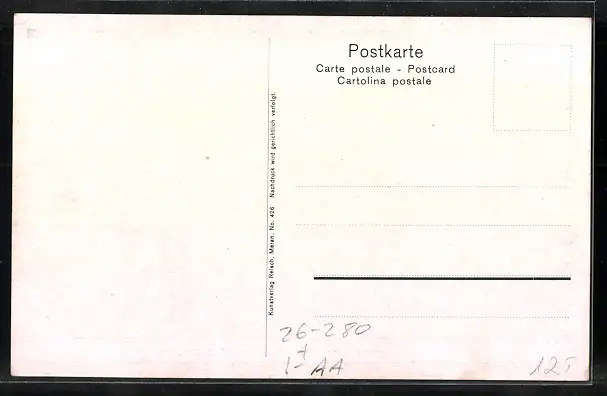 Postkarte
Carte postale - Postcard
Cartolina postale
Kunstverlag Reisch, Meran. No. 426 Nachdruck wird gerichtlich verfolgt.
26-280
1- AA
12T